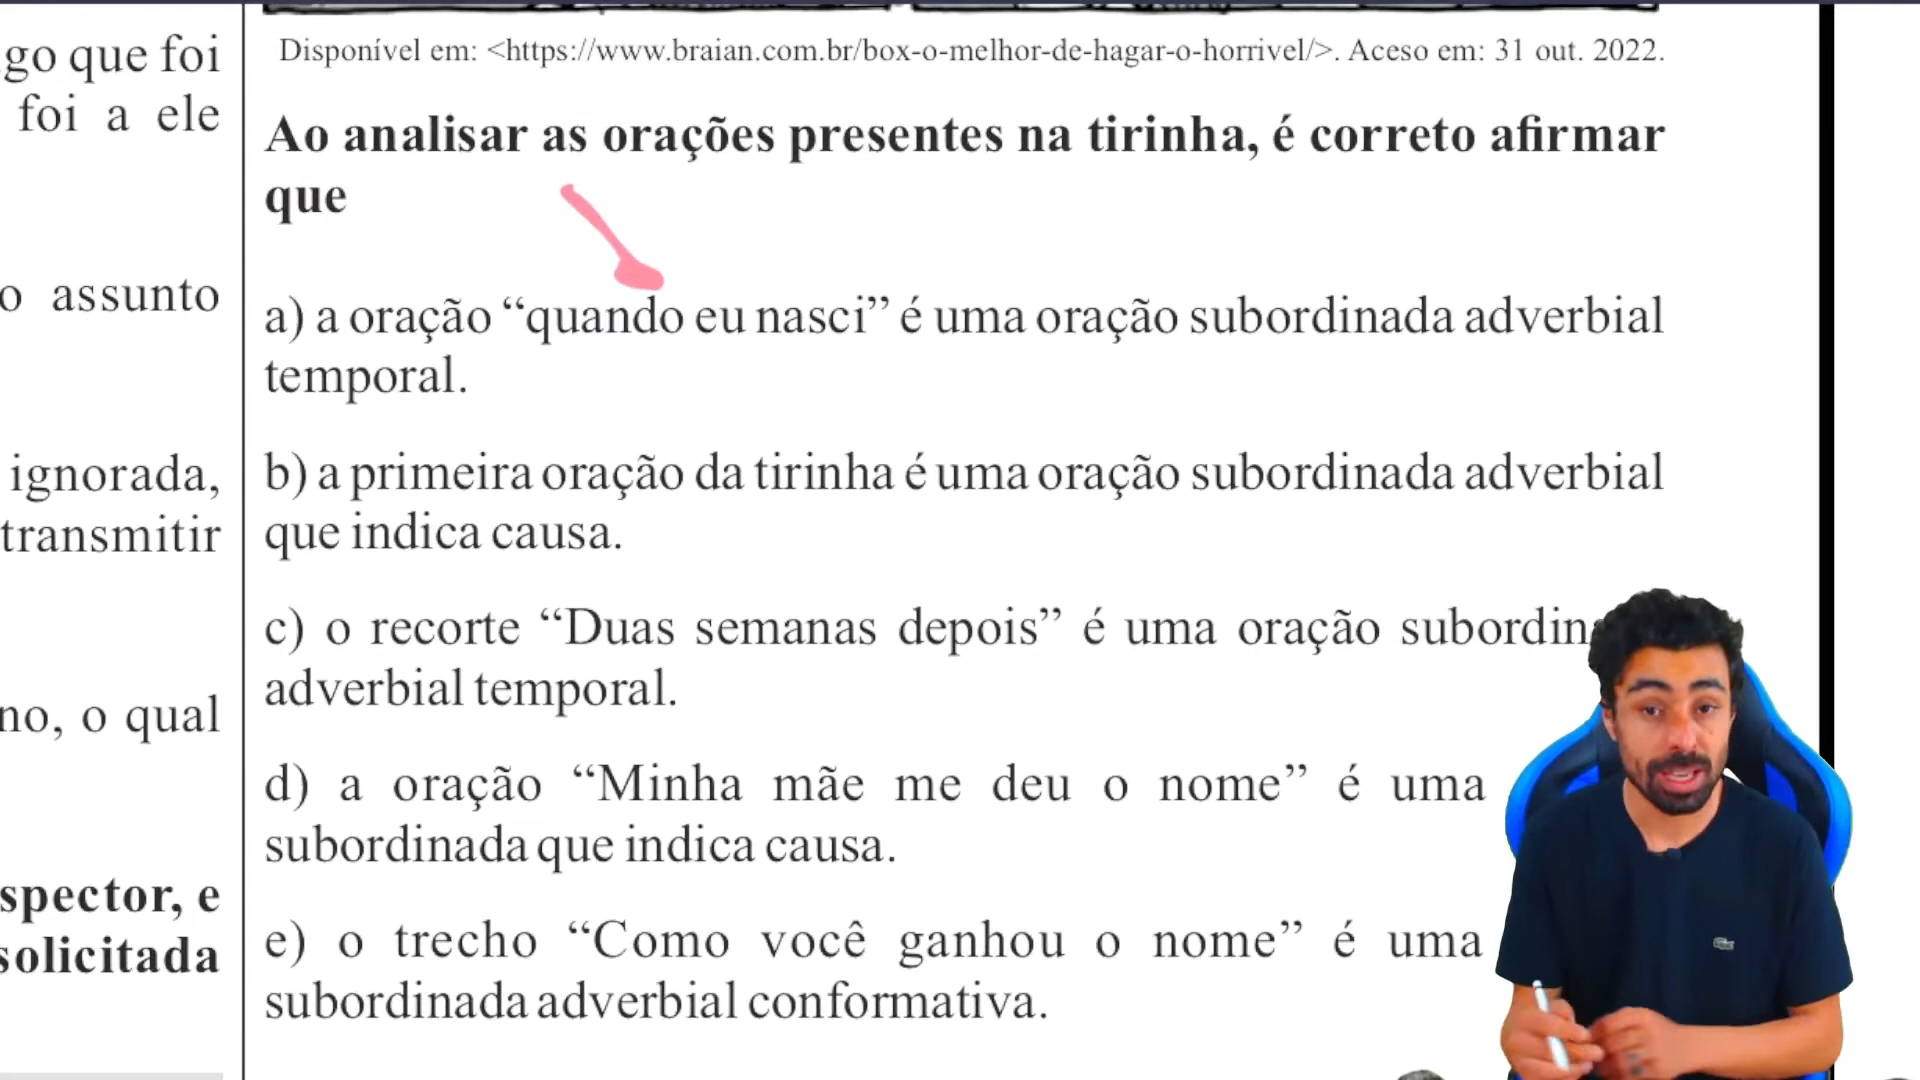 go que foi
foi a ele
o assunto
ignorada,
transmitir
no, o qual
spector, e
solicitada
Disponível em: <https://www.braian.com.br/box-o-melhor-de-hagar-o-horrivel/>. Aceso em: 31 out. 2022.
Ao analisar as orações presentes na tirinha, é correto afirmar
que
a) a oração “quando eu nasci” é uma oração subordinada adverbial
temporal.
b) a primeira oração da tirinha é uma oração subordinada adverbial
que indica causa.
c) o recorte “Duas semanas depois” é uma oração subordin
adverbial temporal.
d) a oração “Minha mãe me deu o nome” é uma
subordinada que indica causa.
e) o trecho “Como você ganhou o nome” é uma
subordinada adverbial conformativa.